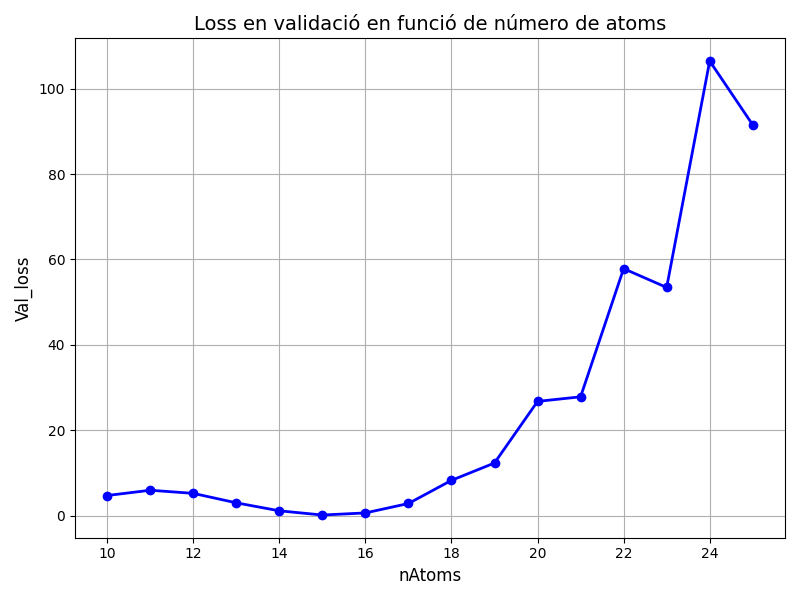 Loss en validació en funció de número de atoms
Val_loss
100
80
60
40
20
0
10 12 14 16 18 20 22 24
nAtoms